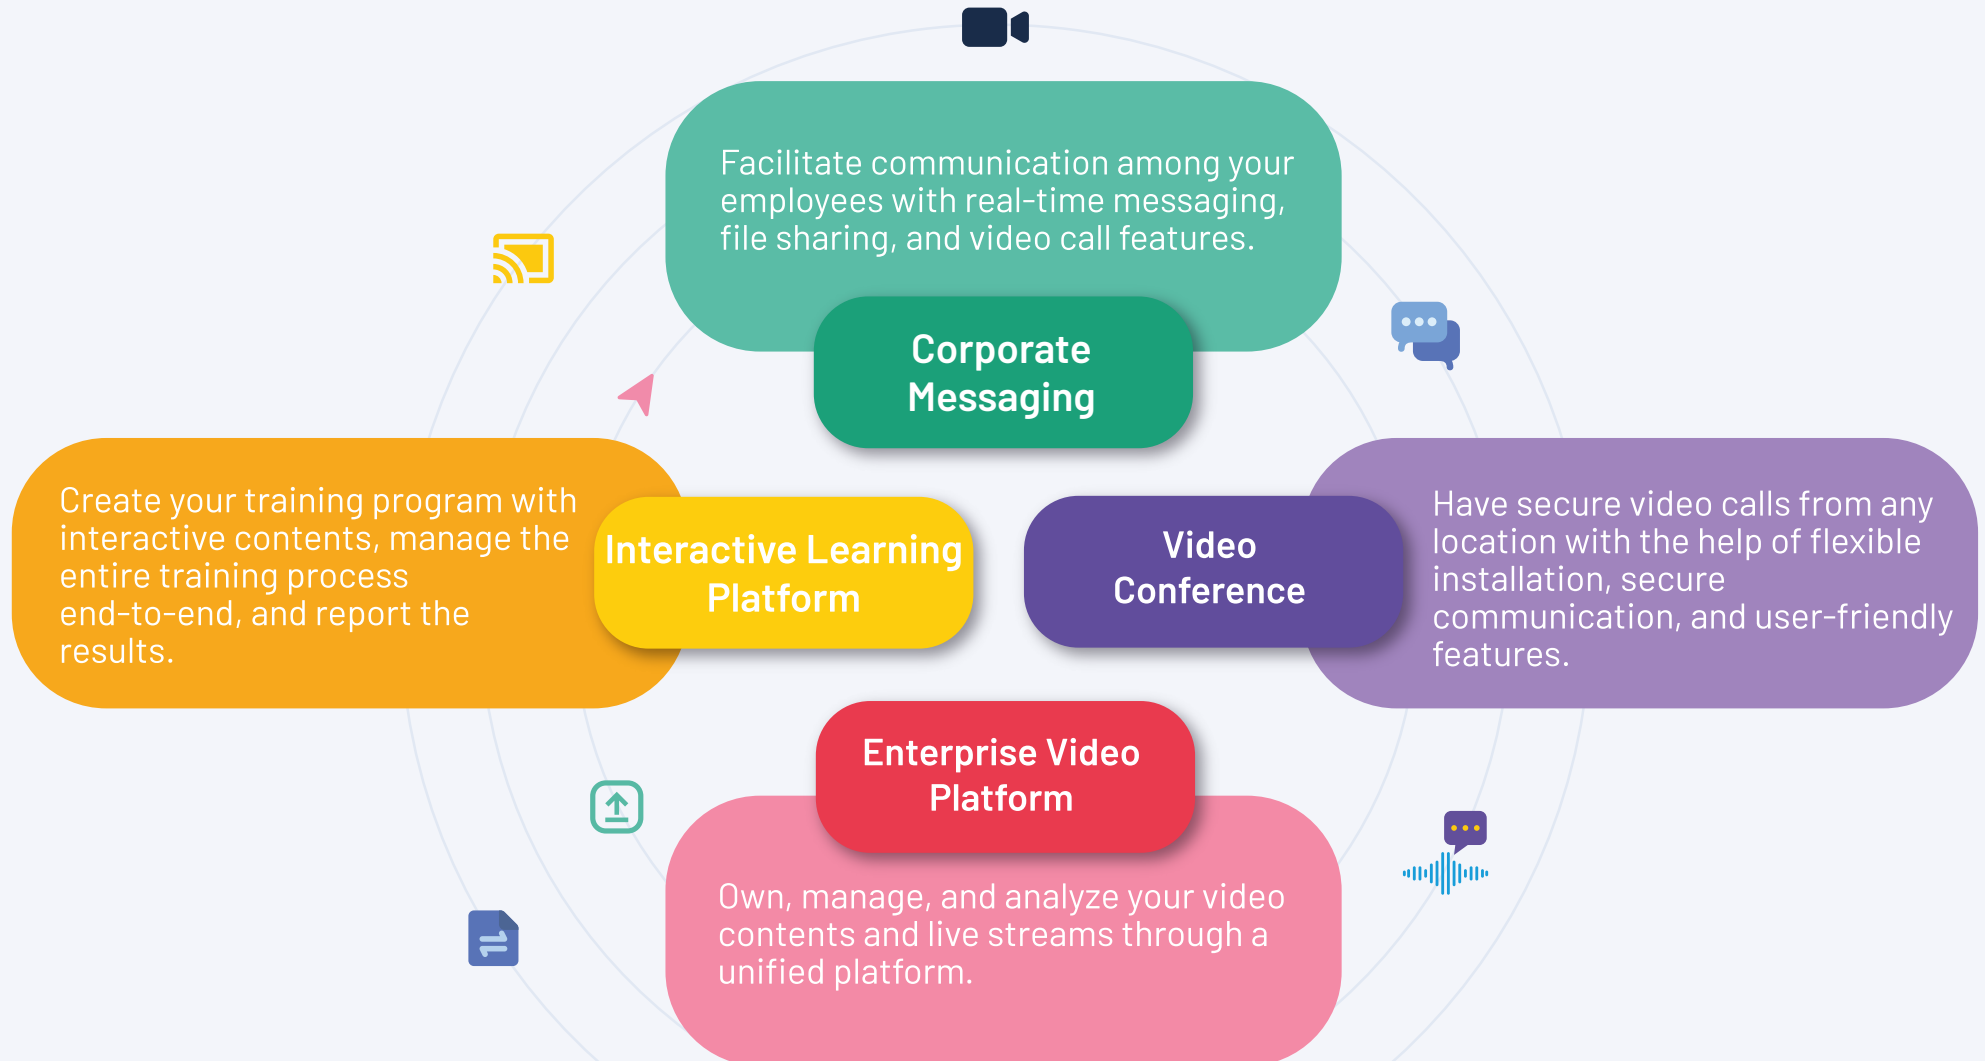 Facilitate communication among your
employees with real-time messaging,
file sharing, and video call features.
Corporate
Messaging
Create your training program with
interactive contents, manage the
entire training process
end-to-end, and report the
results.
Interactive Learning
Platform
Video
Conference
Have secure video calls from any
location with the help of flexible
installation, secure
communication, and user-friendly
features.
Enterprise Video
Platform
Own, manage, and analyze your video
contents and live streams through a
unified platform.